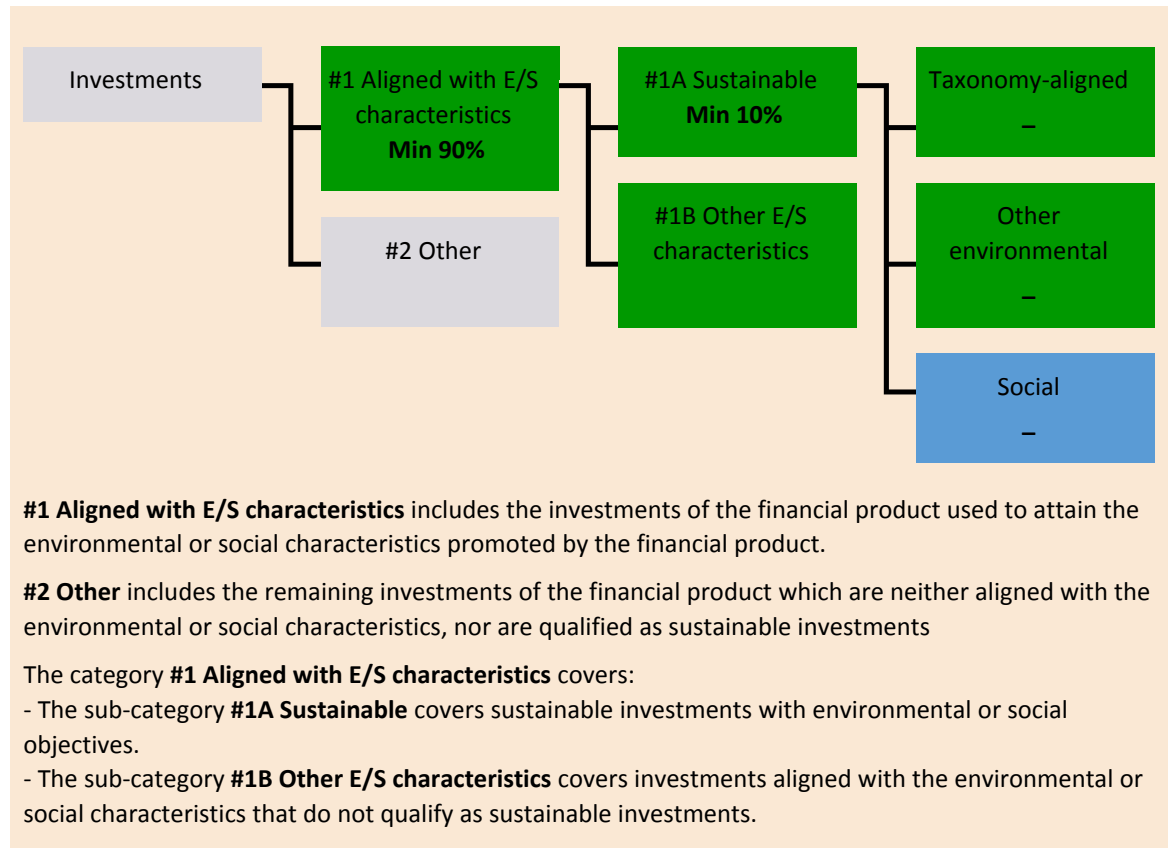 Investments
#1 Aligned with E/S
characteristics
Min 90%
#2 Other
#1A Sustainable
Min 10%
#1B Other E/S
characteristics
Taxonomy-aligned
–
Other
environmental
–
Social
–
#1 Aligned with E/S characteristics includes the investments of the financial product used to attain the
environmental or social characteristics promoted by the financial product.
#2 Other includes the remaining investments of the financial product which are neither aligned with the
environmental or social characteristics, nor are qualified as sustainable investments
The category #1 Aligned with E/S characteristics covers:
- The sub-category #1A Sustainable covers sustainable investments with environmental or social
objectives.
- The sub-category #1B Other E/S characteristics covers investments aligned with the environmental or
social characteristics that do not qualify as sustainable investments.